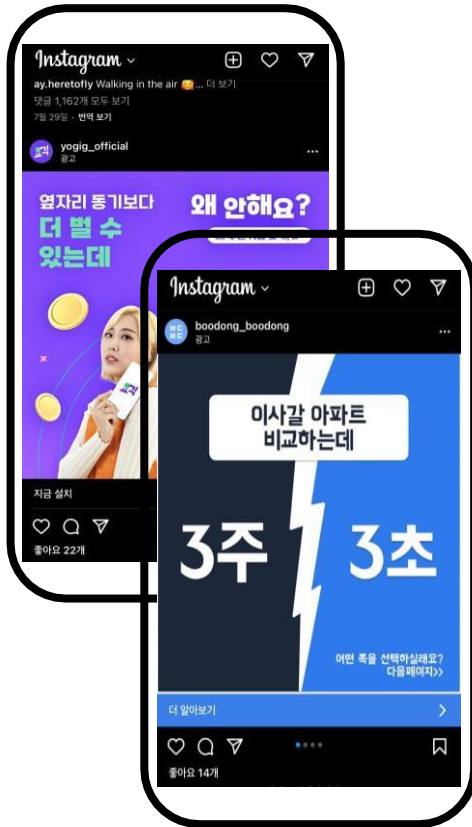 Instagram
ay.heretofly Walking in the air 🥰... 더 보기
댓글 1,162개 모두 보기
7월 29일 · 번역 보기
요긱
yogig_official
광고
옆자리 동기보다
더 벌 수
있는데
왜 안해요?
지금 설치
좋아요 22개
Instagram
boodong_boodong
광고
이사갈 아파트
비교하는데
3주
3초
어떤 쪽을 선택하실래요?
다음페이지>>
더 알아보기
좋아요 14개